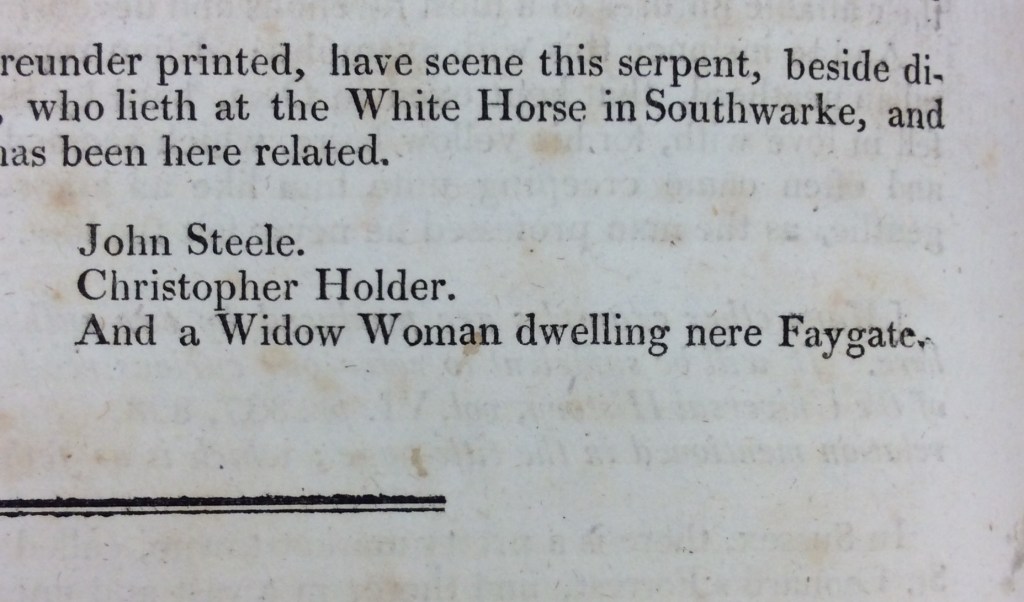 reunder printed, have seene this serpent, beside di-
, who lieth at the White Horse in Southwarke, and
has been here related.
John Steele.
Christopher Holder.
And a Widow Woman dwelling nere Faygate.